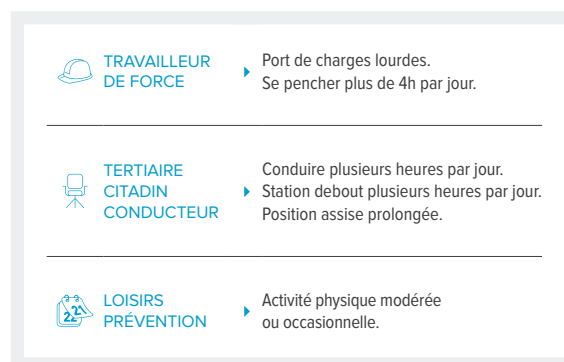 TRAVAILLEUR
DE FORCE
Port de charges lourdes.
Se pencher plus de 4h par jour.
TERTIAIRE
CITADIN
CONDUCTEUR
Conduire plusieurs heures par jour.
Station debout plusieurs heures par jour.
Position assise prolongée.
21
22
LOISIRS
PRÉVENTION
Activité physique modérée
ou occasionnelle.